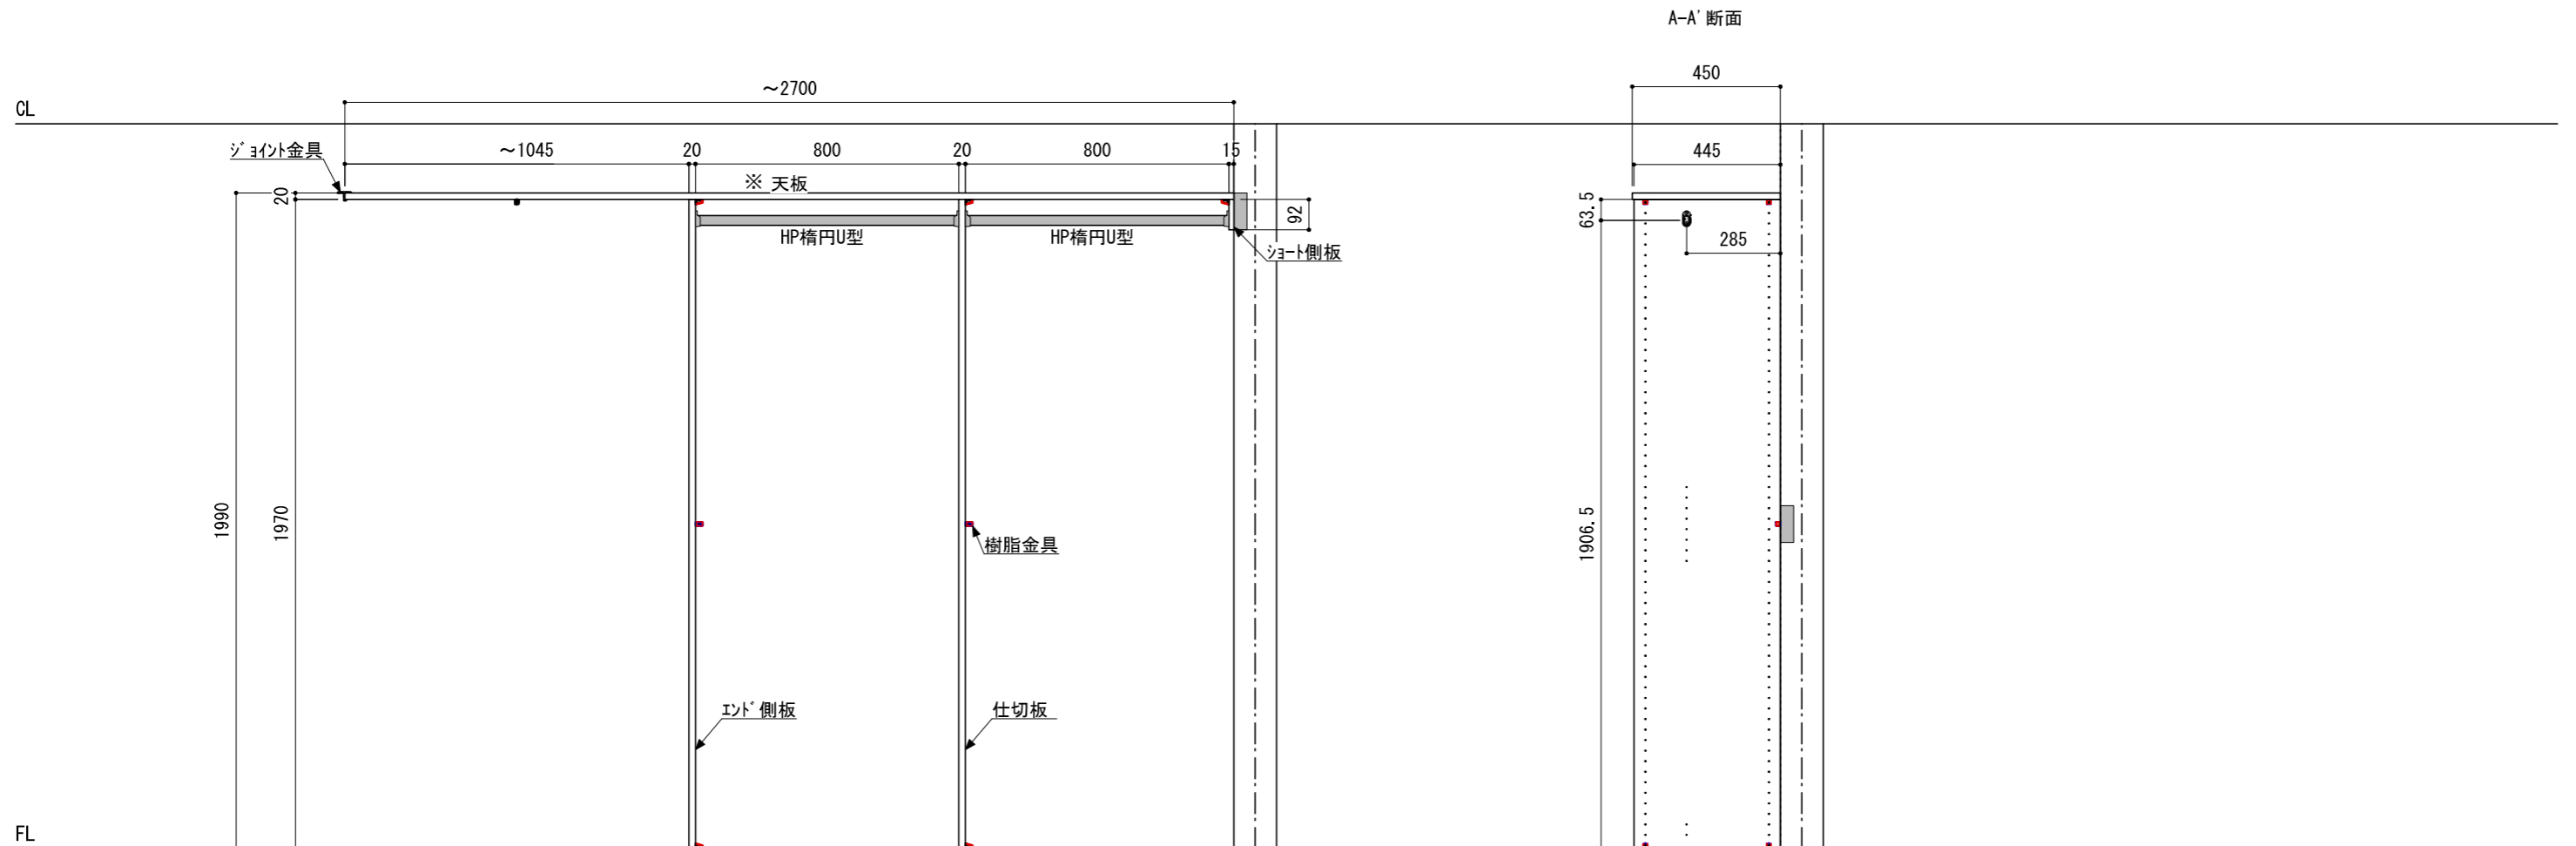 A-A' 断面
450
~2700
CL
ジョイント金具
~1045
20
800
20
800
15
445
※ 天板
20
63.5
92
HP楕円U型
HP楕円U型
285
ショート側板
1990
1970
1906.5
樹脂金具
エンド側板
仕切板
FL